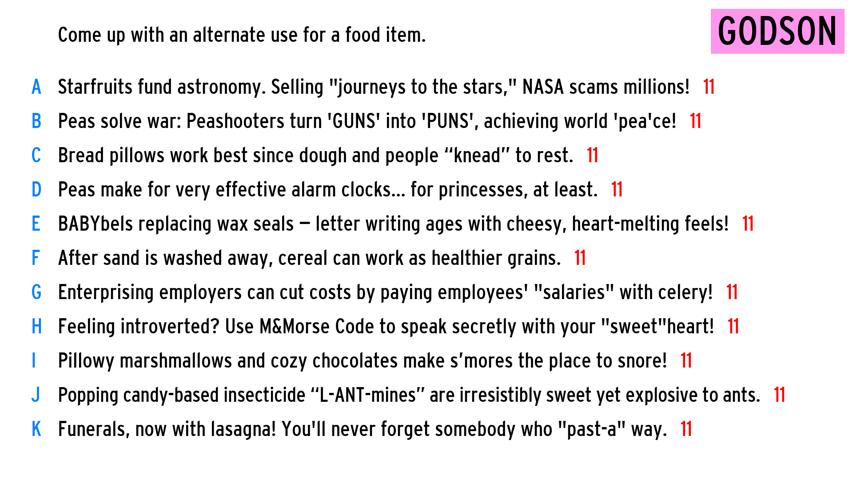 Come up with an alternate use for a food item.
GODSON
A Starfruits fund astronomy. Selling "journeys to the stars," NASA scams millions! 11
B Peas solve war: Peashooters turn 'GUNS' into 'PUNS', achieving world 'pea'ce! 11
C Bread pillows work best since dough and people “knead” to rest. 11
D Peas make for very effective alarm clocks... for princesses, at least. 11
E BABYbels replacing wax seals – letter writing ages with cheesy, heart-melting feels! 11
F After sand is washed away, cereal can work as healthier grains. 11
G Enterprising employers can cut costs by paying employees' "salaries" with celery! 11
H Feeling introverted? Use M&Morse Code to speak secretly with your "sweet"heart! 11
I Pillowy marshmallows and cozy chocolates make s’mores the place to snore! 11
J Popping candy-based insecticide “L-ANT-mines” are irresistibly sweet yet explosive to ants. 11
K Funerals, now with lasagna! You'll never forget somebody who "past-a" way. 11